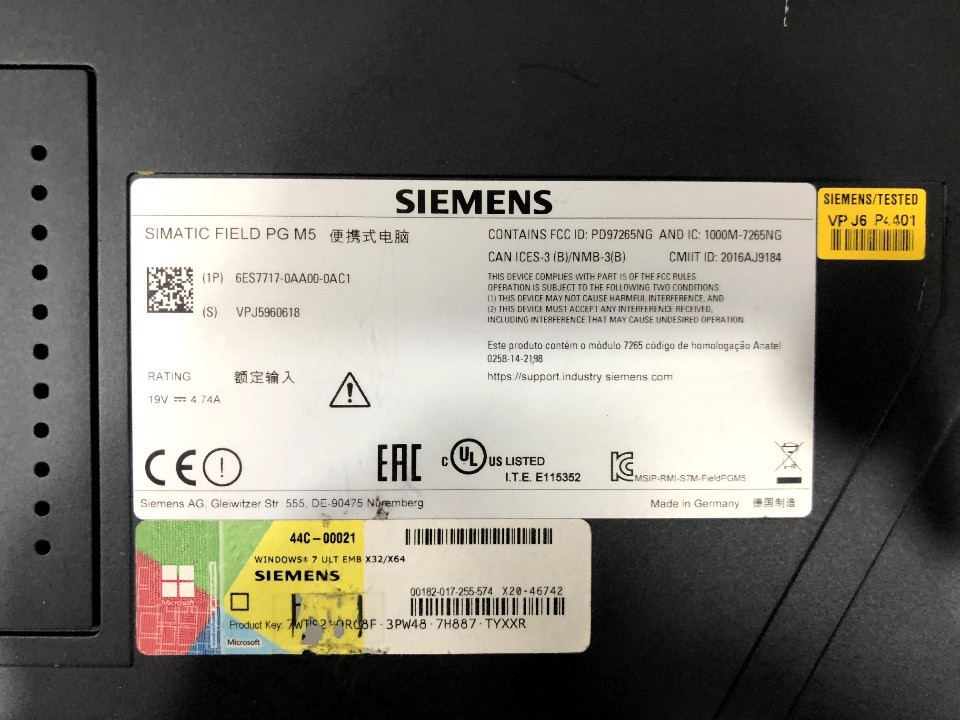 SIEMENS
SIMATIC FIELD PG M5 便携式电脑
(1P) 6ES7717-0AA00-0AC1
(S) VPJ5960618
RATING 额定输入
19V ⎓ 4.74A
CONTAINS FCC ID: PD97265NG AND IC: 1000M-7265NG
CAN ICES-3 (B)/NMB-3(B) CMIIT ID: 2016AJ9184
THIS DEVICE COMPLIES WITH PART 15 OF THE FCC RULES
OPERATION IS SUBJECT TO THE FOLLOWING TWO CONDITIONS:
(1) THIS DEVICE MAY NOT CAUSE HARMFUL INTERFERENCE, AND
(2) THIS DEVICE MUST ACCEPT ANY INTERFERENCE RECEIVED,
INCLUDING INTERFERENCE THAT MAY CAUSE UNDESIRED OPERATION.
Este produto contém o módulo 7265 código de homologação Anatel
0258-14-2198
https://support.industry siemens.com
CE
EAC
C UL US LISTED
I.T.E. E115352
MSIP-RMI-S7M-FieldPGM5
Siemens AG, Gleiwitzer Str 555, DE-90475 Nuremberg
Made in Germany 德国制造
SIEMENS/TESTED
VPJ6 P4401
44C-00021
WINDOWS® 7 ULT EMB X32/X64
SIEMENS
00182-017-255-574 X20-46742
Microsoft
Product Key: 3PW48-7H887-TYXXR
Microsoft